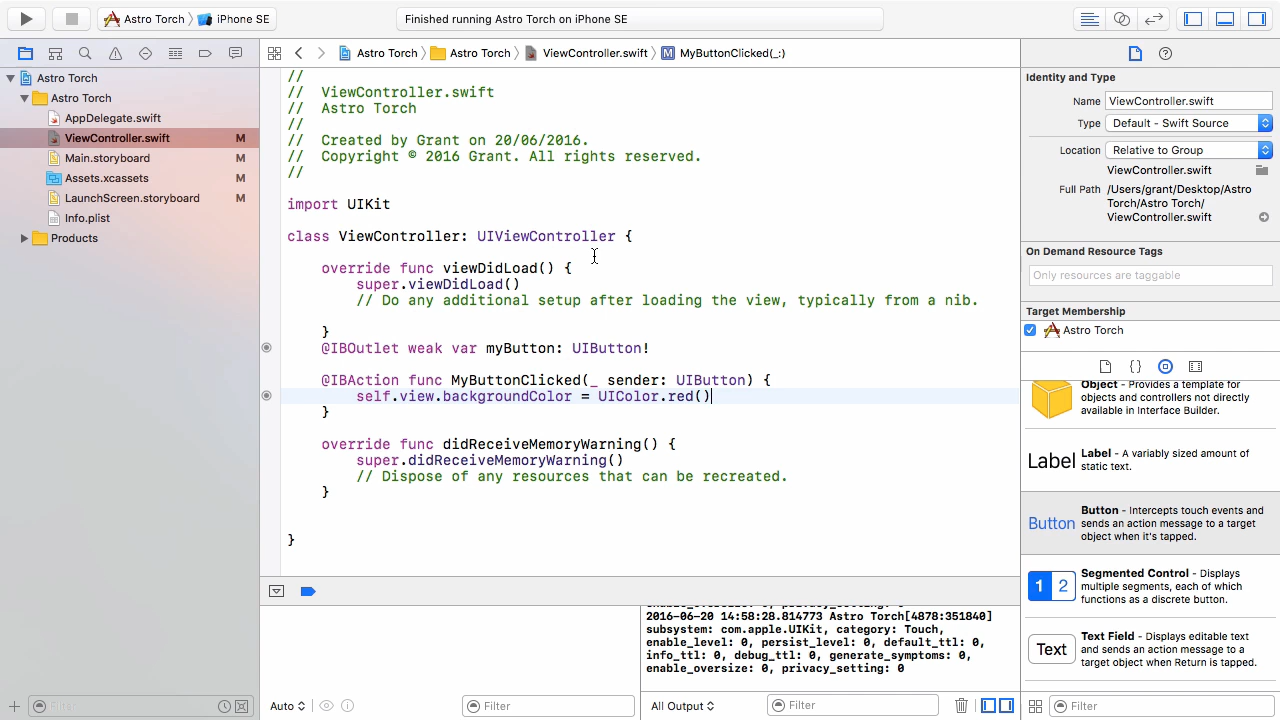 Astro Torch
iPhone SE
Finished running Astro Torch on iPhone SE
Astro Torch
Astro Torch
ViewController.swift
M
MyButtonClicked(_:)
Astro Torch
Astro Torch
AppDelegate.swift
ViewController.swift M
Main.storyboard M
Assets.xcassets M
LaunchScreen.storyboard M
Info.plist
Products
Filter
//
// ViewController.swift
// Astro Torch
//
// Created by Grant on 20/06/2016.
// Copyright © 2016 Grant. All rights reserved.
//
import UIKit
class ViewController: UIViewController {
override func viewDidLoad() {
super.viewDidLoad()
// Do any additional setup after loading the view, typically from a nib.
}
@IBOutlet weak var myButton: UIButton!
@IBAction func MyButtonClicked(_ sender: UIButton) {
self.view.backgroundColor = UIColor.red()
}
override func didReceiveMemoryWarning() {
super.didReceiveMemoryWarning()
// Dispose of any resources that can be recreated.
}
}
2016-06-20 14:58:28.814773 Astro Torch[4878:351840]
subsystem: com.apple.UIKit, category: Touch,
enable_level: 0, persist_level: 0, default_ttl: 0,
info_ttl: 0, debug_ttl: 0, generate_symptoms: 0,
enable_oversize: 0, privacy_setting: 0
Auto
Filter
All Output
Filter
Identity and Type
Name ViewController.swift
Type Default - Swift Source
Location Relative to Group
ViewController.swift
Full Path /Users/grant/Desktop/Astro
Torch/Astro Torch/
ViewController.swift
On Demand Resource Tags
Only resources are taggable
Target Membership
Astro Torch
{}
Object - Provides a template for
objects and controllers not directly
available in Interface Builder.
Label
Label - A variably sized amount of
static text.
Button
Button - Intercepts touch events and
sends an action message to a target
object when it's tapped.
1 2
Segmented Control - Displays
multiple segments, each of which
functions as a discrete button.
Text
Text Field - Displays editable text
and sends an action message to a
target object when Return is tapped.
Filter